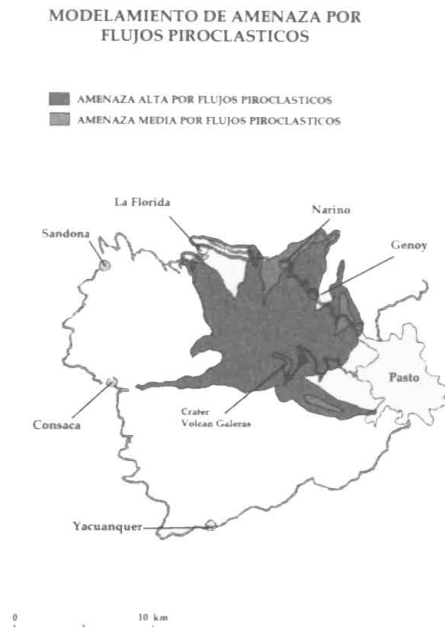 MODELAMIENTO DE AMENAZA POR
FLUJOS PIROCLASTICOS
AMENAZA ALTA POR FLUJOS PIROCLASTICOS
AMENAZA MEDIA POR FLUJOS PIROCLASTICOS
La Florida
Narino
Sandona
Genoy
Pasto
Crater
Volcan Galeras
Consaca
Yacuanquer
0 10 km